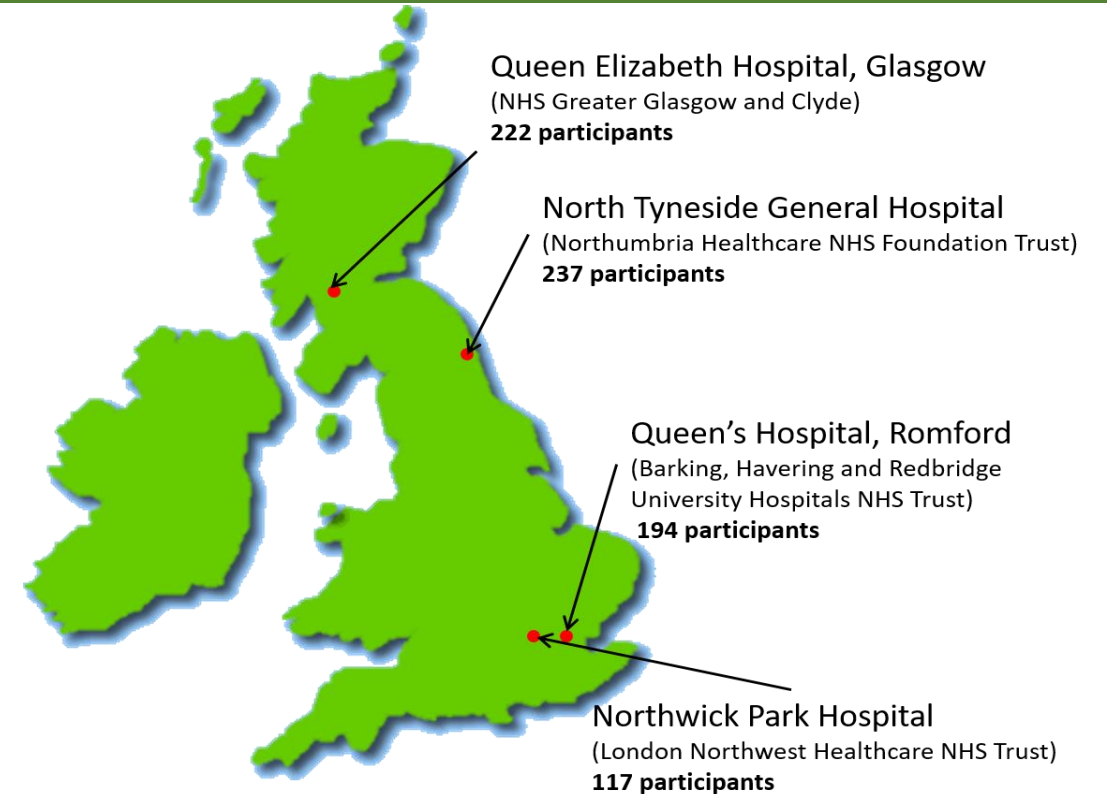 Queen Elizabeth Hospital, Glasgow
(NHS Greater Glasgow and Clyde)
222 participants
North Tyneside General Hospital
(Northumbria Healthcare NHS Foundation Trust)
237 participants
Queen’s Hospital, Romford
(Barking, Havering and Redbridge
University Hospitals NHS Trust)
194 participants
Northwick Park Hospital
(London Northwest Healthcare NHS Trust)
117 participants